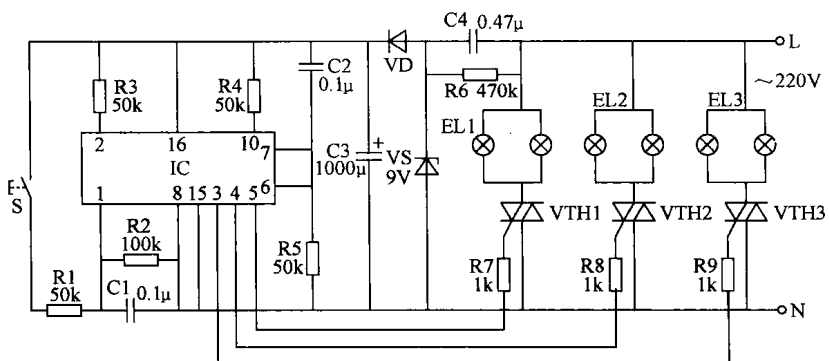 C4 0.47μ
L
VD
R3
50k
R4
50k
C2
0.1μ
R6 470k
~220V
EL1
EL2
EL3
2
16
10
7
IC
C3
1000μ
+
VS
9V
6
1
8
15
3
4
5
S
R2
100k
VTH1
VTH2
VTH3
R5
50k
R7
1k
R8
1k
R9
1k
R1
50k
C1
0.1μ
N